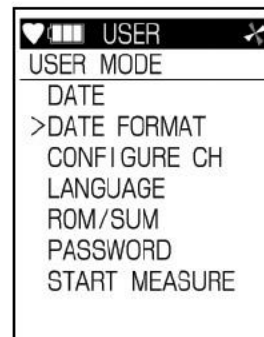 USER
USER MODE
DATE
>DATE FORMAT
CONFIGURE CH
LANGUAGE
ROM/SUM
PASSWORD
START MEASURE